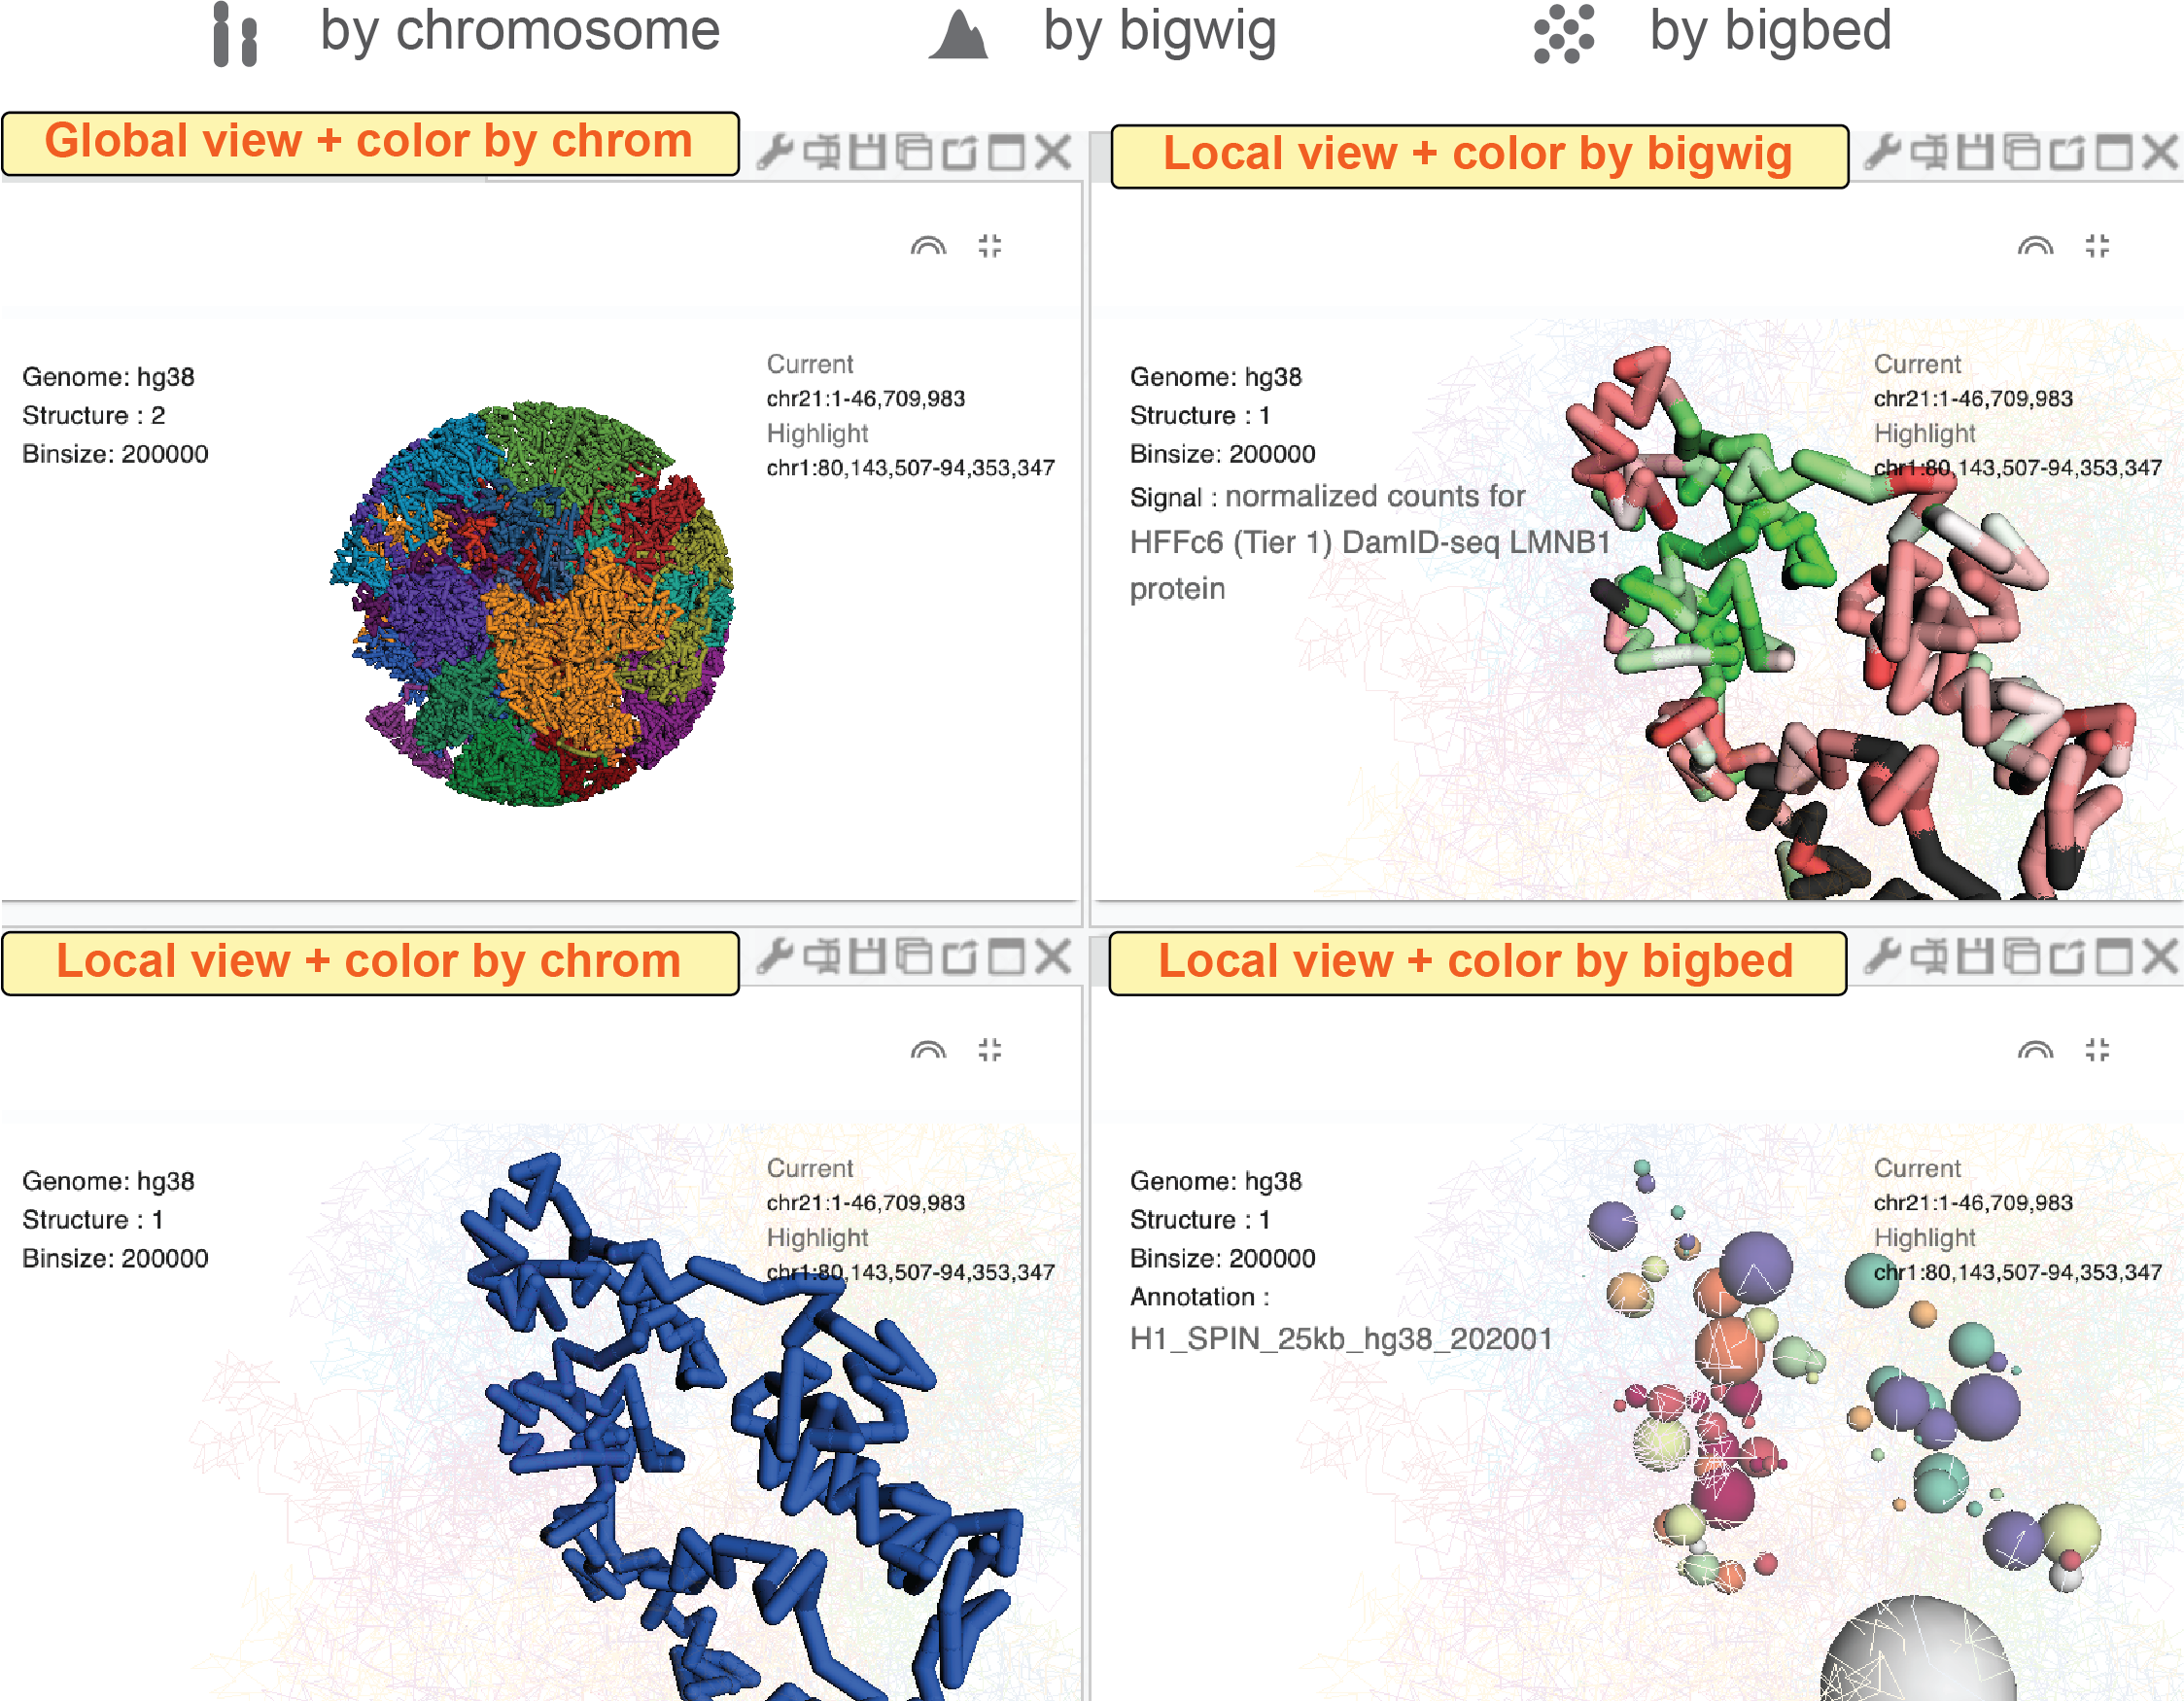 by chromosome
by bigwig
by bigbed
Global view + color by chrom
Genome: hg38
Structure : 2
Binsize: 200000
Current
chr21:1-46,709,983
Highlight
chr1:80,143,507-94,353,347
Local view + color by bigwig
Genome: hg38
Structure : 1
Binsize: 200000
Signal : normalized counts for
HFFc6 (Tier 1) DamID-seq LMNB1
protein
Current
chr21:1-46,709,983
Highlight
chr1:80,143,507-94,353,347
Local view + color by chrom
Genome: hg38
Structure : 1
Binsize: 200000
Current
chr21:1-46,709,983
Highlight
chr1:80,143,507-94,353,347
Local view + color by bigbed
Genome: hg38
Structure : 1
Binsize: 200000
Annotation :
H1_SPIN_25kb_hg38_202001
Current
chr21:1-46,709,983
Highlight
chr1:80,143,507-94,353,347